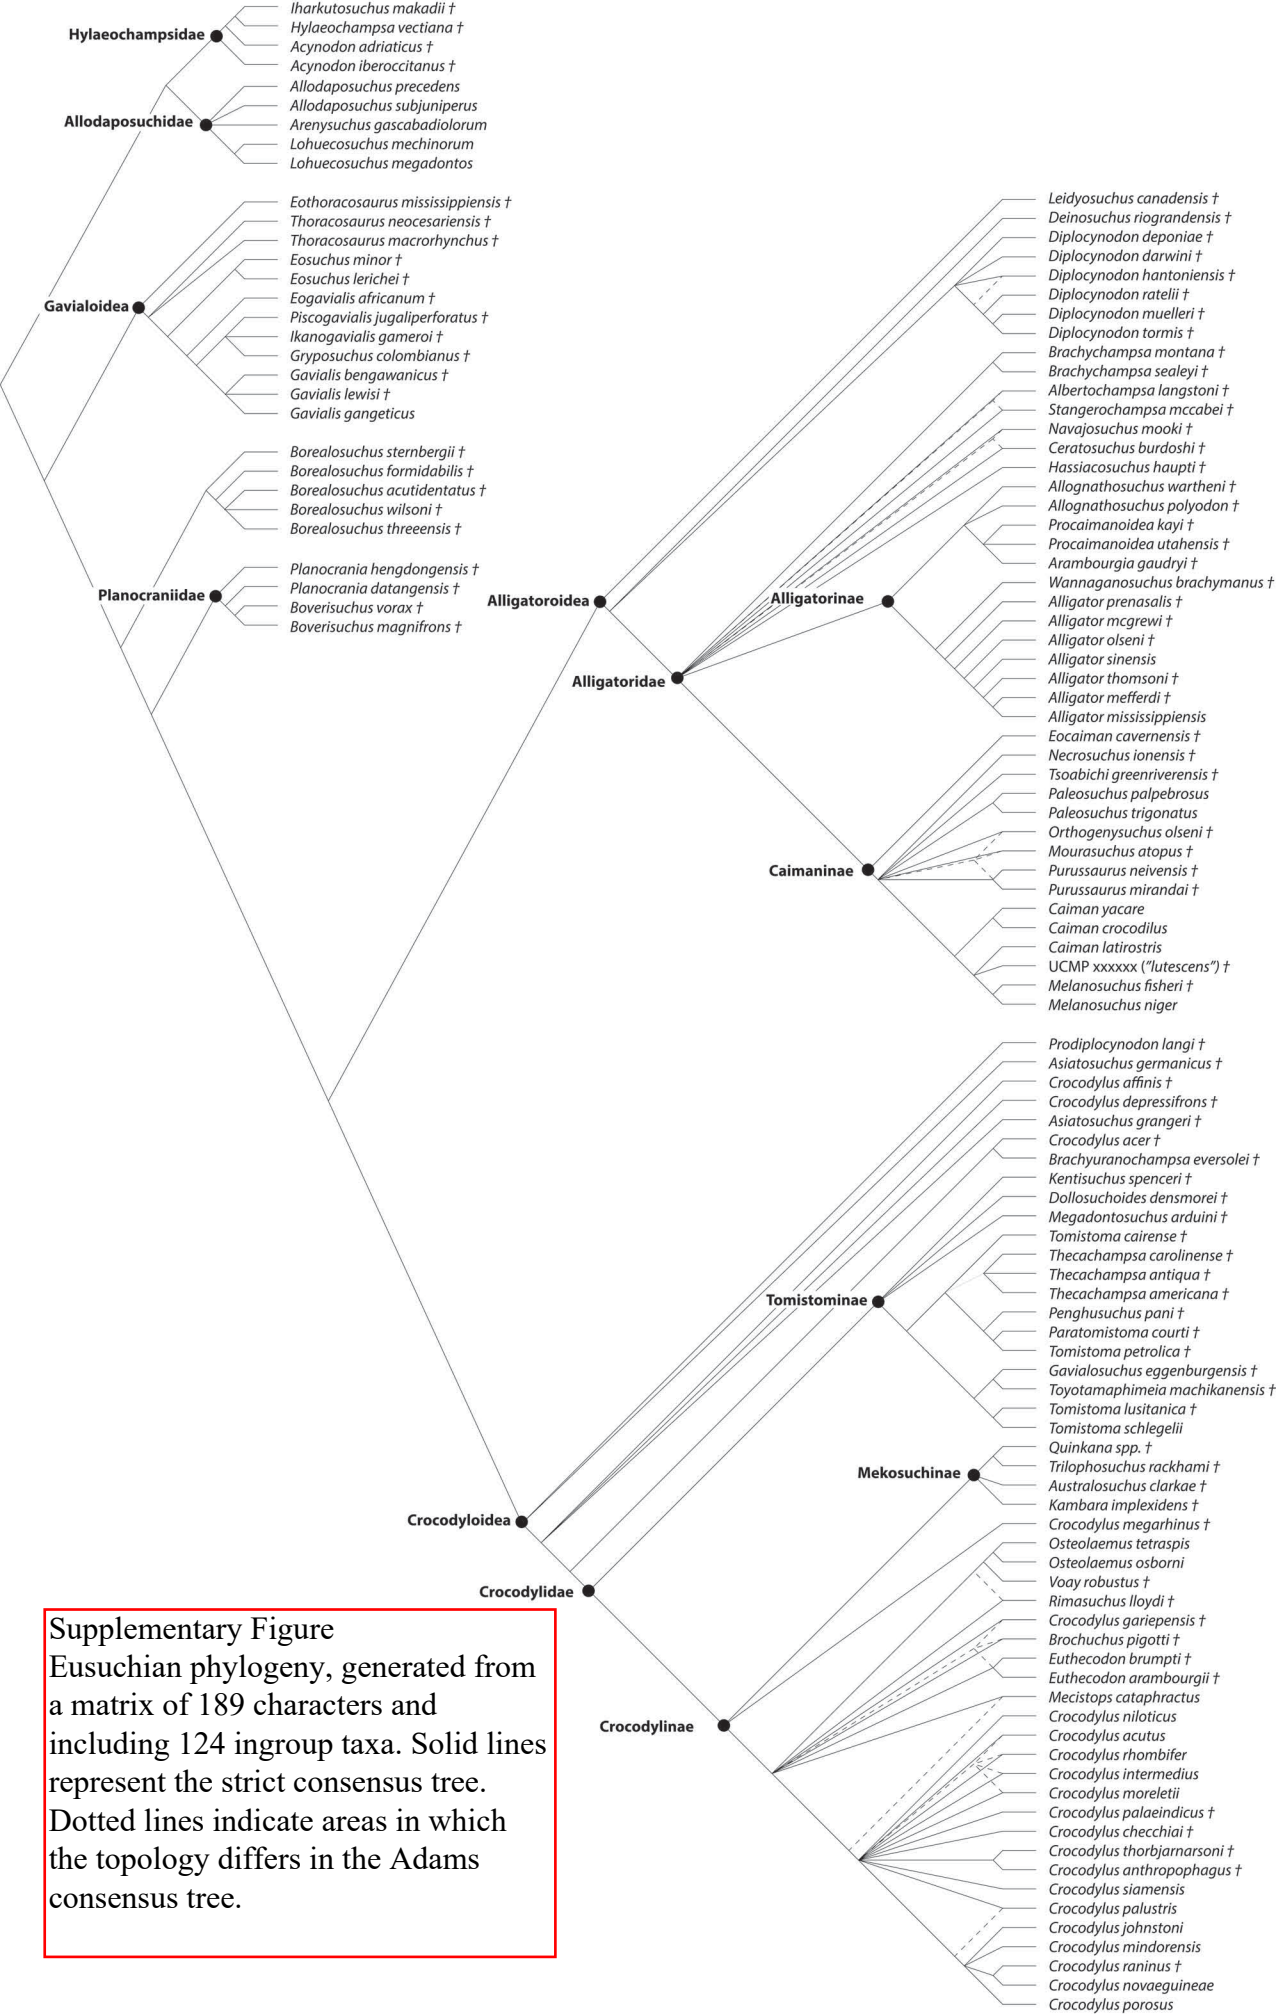 Hylaeochampsidae
Iharkutosuchus makadii †
Hylaeochampsa vectiana †
Acynodon adriaticus †
Acynodon iberoccitanus †
Allodaposuchidae
Allodaposuchus precedens
Allodaposuchus subjuniperus
Arenysuchus gascabadiolorum
Lohuecosuchus mechinorum
Lohuecosuchus megadontos
Gavialoidea
Eothoracosaurus mississippiensis †
Thoracosaurus neocesariensis †
Thoracosaurus macrorhynchus †
Eosuchus minor †
Eosuchus lerichei †
Eogavialis africanum †
Piscogavialis jugaliperforatus †
Ikanogavialis gameroi †
Gryposuchus colombianus †
Gavialis bengawanicus †
Gavialis lewisi †
Gavialis gangeticus
Borealosuchus sternbergii †
Borealosuchus formidabilis †
Borealosuchus acutidentatus †
Borealosuchus wilsoni †
Borealosuchus threeensis †
Planocraniidae
Planocrania hengdongensis †
Planocrania datangensis †
Boverisuchus vorax †
Boverisuchus magnifrons †
Alligatoroidea
Leidyosuchus canadensis †
Deinosuchus riograndensis †
Diplocynodon deponiae †
Diplocynodon darwini †
Diplocynodon hantoniensis †
Diplocynodon ratelii †
Diplocynodon muelleri †
Diplocynodon tormis †
Alligatoridae
Brachychampsa montana †
Brachychampsa sealeyi †
Albertochampsa langstoni †
Stangerochampsa mccabei †
Navajosuchus mooki †
Ceratosuchus burdoshi †
Hassiacosuchus haupti †
Alligatorinae
Allognathosuchus wartheni †
Allognathosuchus polyodon †
Procaimanoidea kayi †
Procaimanoidea utahensis †
Arambourgia gaudryi †
Wannaganosuchus brachymanus †
Alligator prenasalis †
Alligator mcgrewi †
Alligator olseni †
Alligator sinensis
Alligator thomsoni †
Alligator mefferdi †
Alligator mississippiensis
Caimaninae
Eocaiman cavernensis †
Necrosuchus ionensis †
Tsoabichi greenriverensis †
Paleosuchus palpebrosus
Paleosuchus trigonatus
Orthogenysuchus olseni †
Mourasuchus atopus †
Purussaurus neivensis †
Purussaurus mirandai †
Caiman yacare
Caiman crocodilus
Caiman latirostris
UCMP xxxxxx ("lutescens") †
Melanosuchus fisheri †
Melanosuchus niger
Crocodyloidea
Prodiplocynodon langi †
Asiatosuchus germanicus †
Crocodylus affinis †
Crocodylus depressifrons †
Asiatosuchus grangeri †
Crocodylus acer †
Brachyuranochampsa eversolei †
Crocodylidae
Tomistominae
Kentisuchus spenceri †
Dollosuchoides densmorei †
Megadontosuchus arduini †
Tomistoma cairense †
Thecachampsa carolinense †
Thecachampsa antiqua †
Thecachampsa americana †
Penghusuchus pani †
Paratomistoma courti †
Tomistoma petrolica †
Gavialosuchus eggenburgensis †
Toyotamaphimeia machikanensis †
Tomistoma lusitanica †
Tomistoma schlegelii
Mekosuchinae
Quinkana spp. †
Trilophosuchus rackhami †
Australosuchus clarkae †
Kambara implexidens †
Crocodylinae
Crocodylus megarhinus †
Osteolaemus tetraspis
Osteolaemus osborni
Voay robustus †
Rimasuchus lloydi †
Crocodylus gariepensis †
Brochuchus pigotti †
Euthecodon brumpti †
Euthecodon arambourgii †
Mecistops cataphractus
Crocodylus niloticus
Crocodylus acutus
Crocodylus rhombifer
Crocodylus intermedius
Crocodylus moreletii
Crocodylus palaeindicus †
Crocodylus checchiai †
Crocodylus thorbjarnarsoni †
Crocodylus anthropophagus †
Crocodylus siamensis
Crocodylus palustris
Crocodylus johnstoni
Crocodylus mindorensis
Crocodylus raninus †
Crocodylus novaeguineae
Crocodylus porosus
Supplementary Figure
Eusuchian phylogeny, generated from
a matrix of 189 characters and
including 124 ingroup taxa. Solid lines
represent the strict consensus tree.
Dotted lines indicate areas in which
the topology differs in the Adams
consensus tree.